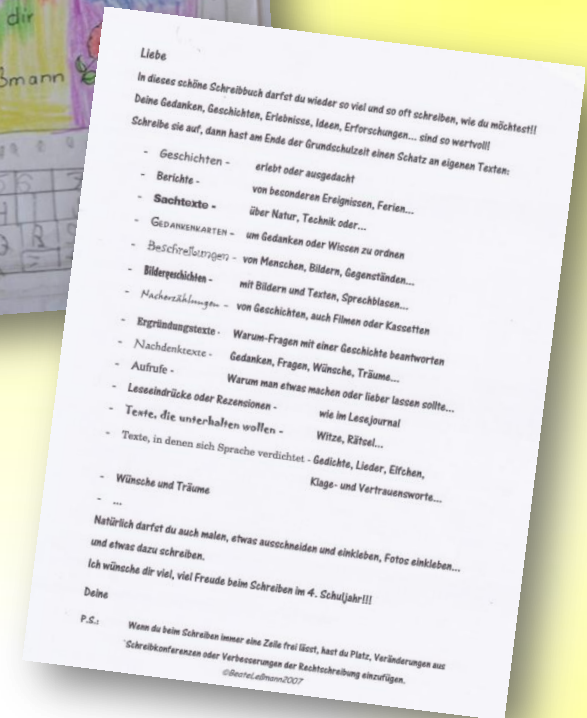 dir
ßmann
Liebe
In dieses schöne Schreibbuch darfst du wieder so viel und so oft schreiben, wie du möchtest!!
Deine Gedanken, Geschichten, Erlebnisse, Ideen, Erforschungen... sind so wertvoll!
Schreibe sie auf, dann hast am Ende der Grundschulzeit einen Schatz an eigenen Texten:
- Geschichten - erlebt oder ausgedacht
- Berichte - von besonderen Ereignissen, Ferien...
- Sachtexte - über Natur, Technik oder...
- GEDANKENKARTEN - um Gedanken oder Wissen zu ordnen
- Beschreibungen - von Menschen, Bildern, Gegenständen...
- Bildergeschichten - mit Bildern und Texten, Sprechblasen...
- Nacherzählungen - von Geschichten, auch Filmen oder Kassetten
- Ergründungstexte - Warum-Fragen mit einer Geschichte beantworten
- Nachdenktexte - Gedanken, Fragen, Wünsche, Träume...
- Aufrufe - Warum man etwas machen oder lieber lassen sollte...
- Leseeindrücke oder Rezensionen - wie im Lesejournal
- Texte, die unterhalten wollen - Witze, Rätsel...
- Texte, in denen sich Sprache verdichtet - Gedichte, Lieder, Elfchen,
Klage- und Vertrauensworte...
- Wünsche und Träume
- ...
Natürlich darfst du auch malen, etwas ausschneiden und einkleben, Fotos einkleben...
und etwas dazu schreiben.
Ich wünsche dir viel, viel Freude beim Schreiben im 4. Schuljahr!!!
Deine
P.S.: Wenn du beim Schreiben immer eine Zeile frei lässt, hast du Platz, Veränderungen aus
Schreibkonferenzen oder Verbesserungen der Rechtschreibung einzufügen.
©BeateLeßmann2007